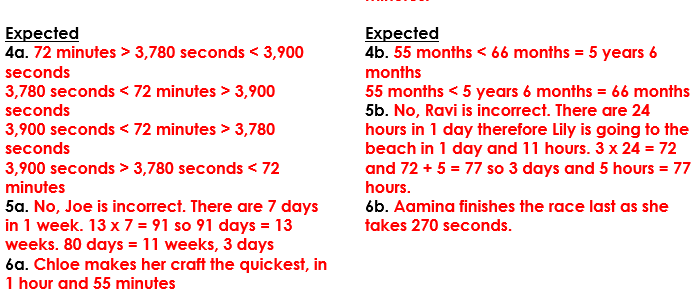 Expected
4a. 72 minutes > 3,780 seconds < 3,900
seconds
3,780 seconds < 72 minutes > 3,900
seconds
3,900 seconds < 72 minutes > 3,780
seconds
3,900 seconds > 3,780 seconds < 72
minutes
5a. No, Joe is incorrect. There are 7 days
in 1 week. 13 x 7 = 91 so 91 days = 13
weeks. 80 days = 11 weeks, 3 days
6a. Chloe makes her craft the quickest, in
1 hour and 55 minutes
Expected
4b. 55 months < 66 months = 5 years 6
months
55 months < 5 years 6 months = 66 months
5b. No, Ravi is incorrect. There are 24
hours in 1 day therefore Lily is going to the
beach in 1 day and 11 hours. 3 x 24 = 72
and 72 + 5 = 77 so 3 days and 5 hours = 77
hours.
6b. Aamina finishes the race last as she
takes 270 seconds.